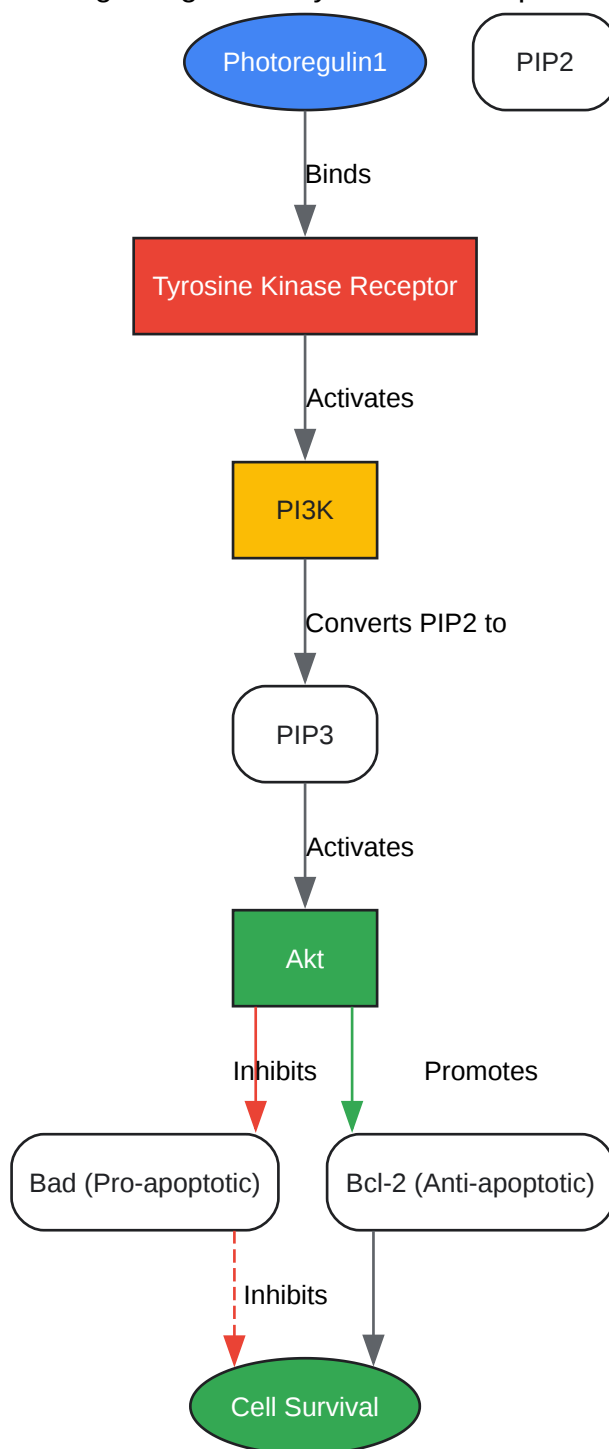 Photoregulin1
PIP2
Binds
Tyrosine Kinase Receptor
Activates
PI3K
Converts PIP2 to
PIP3
Activates
Akt
Inhibits
Promotes
Bad (Pro-apoptotic)
Bcl-2 (Anti-apoptotic)
Inhibits
Cell Survival